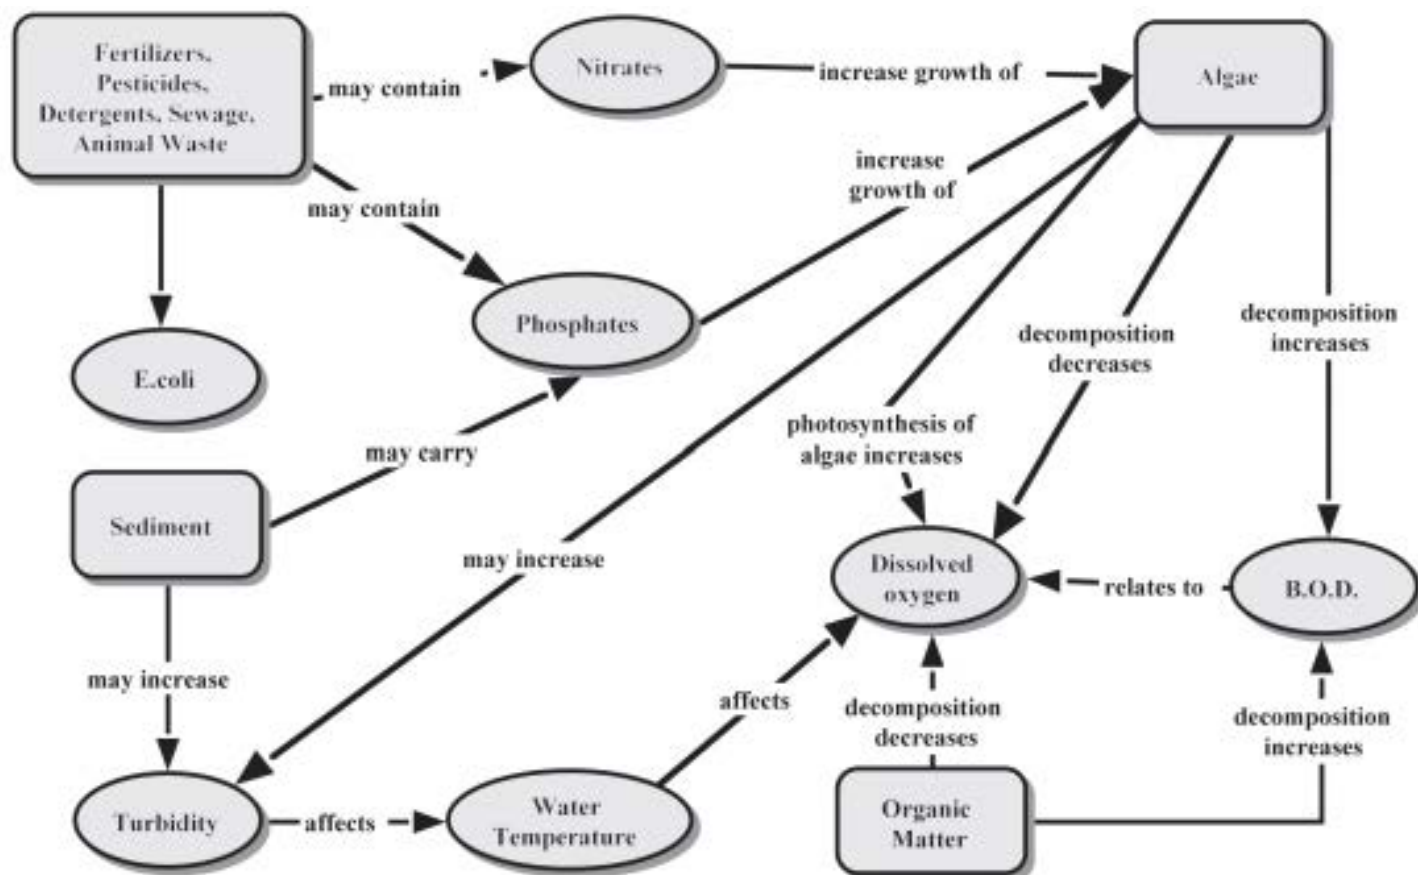 Fertilizers,
Pesticides,
Detergents, Sewage,
Animal Waste
may contain
Nitrates
increase growth of
Algae
may contain
increase
growth of
Phosphates
E.coli
decomposition
decreases
decomposition
increases
photosynthesis of
algae increases
may carry
Sediment
may increase
Dissolved
oxygen
relates to
B.O.D.
may increase
affects
decomposition
decreases
decomposition
increases
Turbidity
affects
Water
Temperature
Organic
Matter